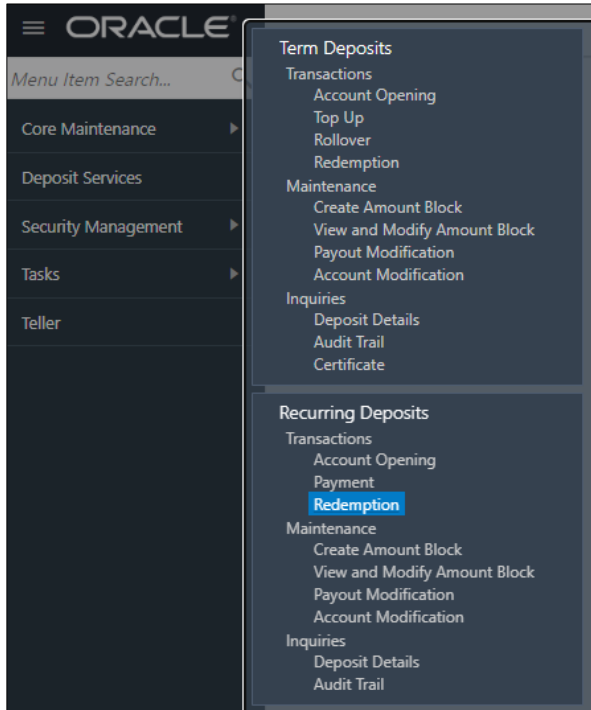 ORACLE
Menu Item Search...
Core Maintenance
Deposit Services
Security Management
Tasks
Teller
Term Deposits
Transactions
Account Opening
Top Up
Rollover
Redemption
Maintenance
Create Amount Block
View and Modify Amount Block
Payout Modification
Account Modification
Inquiries
Deposit Details
Audit Trail
Certificate
Recurring Deposits
Transactions
Account Opening
Payment
Redemption
Maintenance
Create Amount Block
View and Modify Amount Block
Payout Modification
Account Modification
Inquiries
Deposit Details
Audit Trail